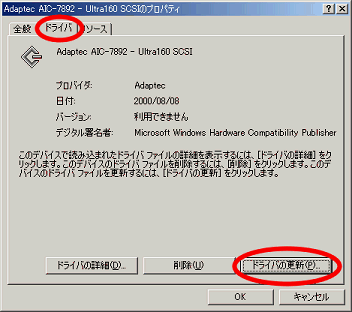 Adaptec AIC-7892 - Ultra160 SCSIのプロパティ
全般 ドライバ リソース
Adaptec AIC-7892 - Ultra160 SCSI
プロバイダ: Adaptec
日付: 2000/08/08
バージョン: 利用できません
デジタル署名者: Microsoft Windows Hardware Compatibility Publisher
このデバイスで読み込まれたドライバ ファイルの詳細を表示するには、[ドライバの詳細] をク
リックします。このデバイスのドライバ ファイルを削除するには、[削除] をクリックします。このデバ
イスのドライバ ファイルを更新するには、[ドライバの更新] をクリックします。
ドライバの詳細(D)... 削除(U) ドライバの更新(P)...
OK キャンセル